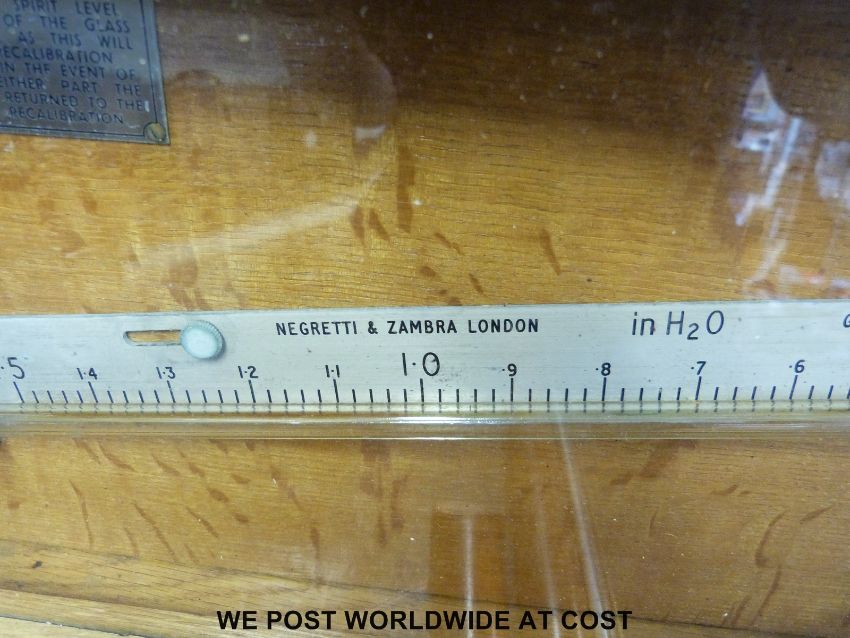 SPIRIT LEVEL
OF THE GLASS
AS THIS WILL
RECALIBRATION
IN THE EVENT OF
EITHER PART THE
RETURNED TO THE
RECALIBRATION
NEGRETTI & ZAMBRA LONDON
in H2O
·5 1·4 1·3 1·2 1·1 1·0 ·9 ·8 ·7 ·6
WE POST WORLDWIDE AT COST